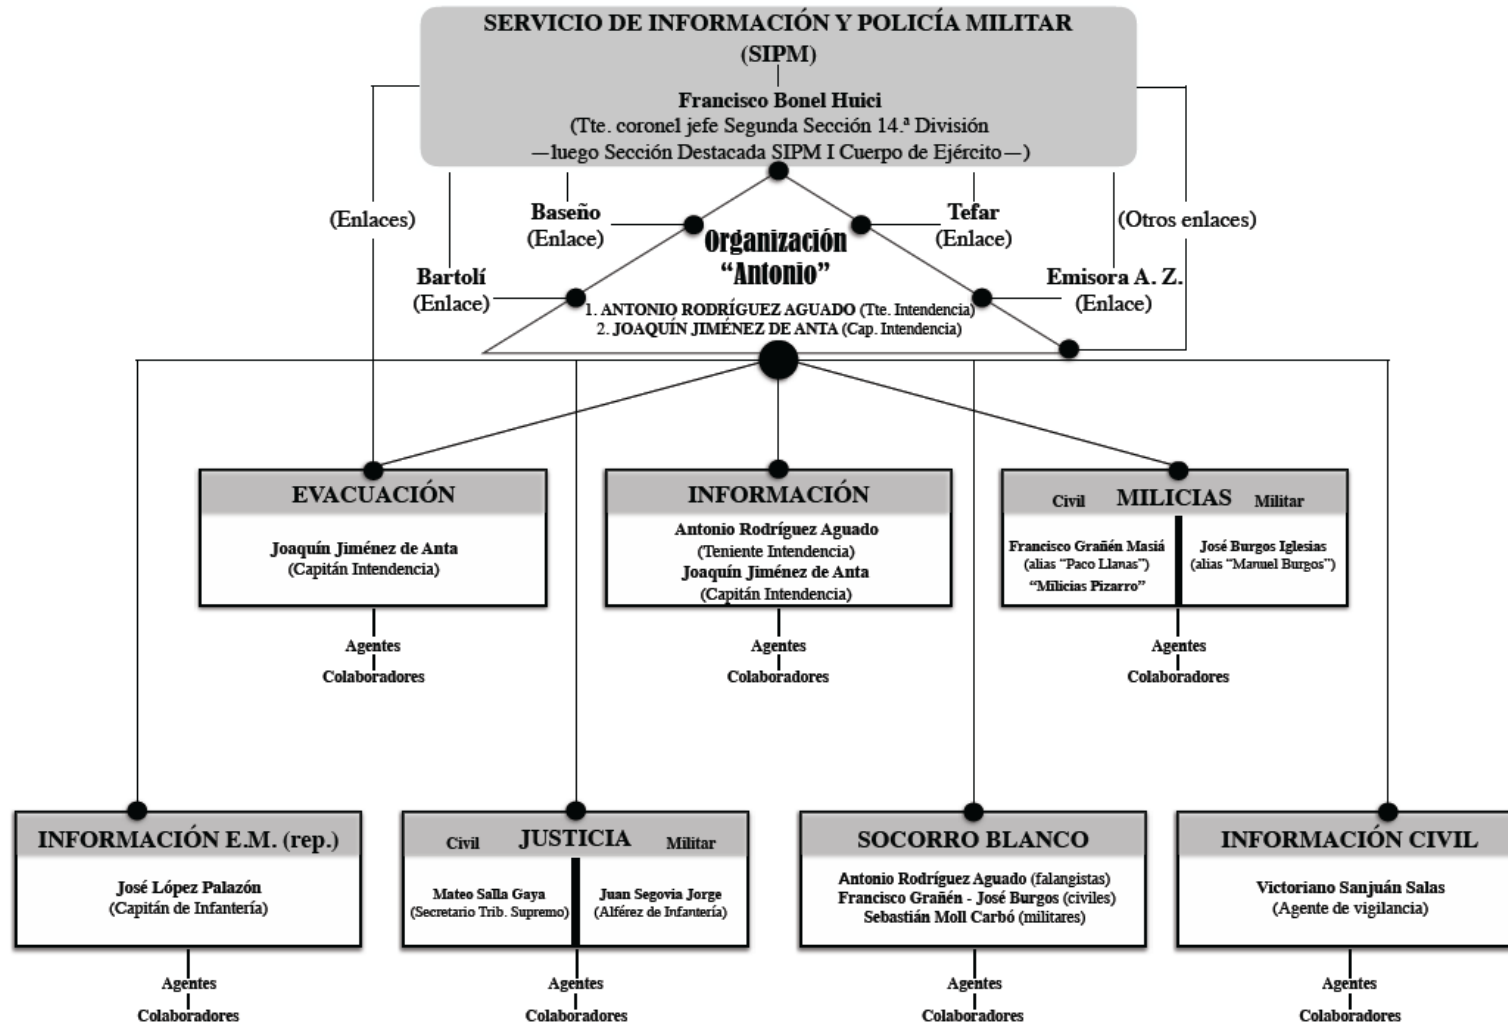 SERVICIO DE INFORMACIÓN Y POLICÍA MILITAR
(SIPM)
Francisco Bonel Huici
(Tte. coronel jefe Segunda Sección 14.ª División
—luego Sección Destacada SIPM I Cuerpo de Ejército—)
(Enlaces)
Baseño
(Enlace)
Tefar
(Enlace)
(Otros enlaces)
Bartolí
(Enlace)
Organización
“Antonio”
Emisora A. Z.
(Enlace)
1. ANTONIO RODRÍGUEZ AGUADO (Tte. Intendencia)
2. JOAQUÍN JIMÉNEZ DE ANTA (Cap. Intendencia)
EVACUACIÓN
Joaquín Jiménez de Anta
(Capitán Intendencia)
Agentes
Colaboradores
INFORMACIÓN
Antonio Rodríguez Aguado
(Teniente Intendencia)
Joaquín Jiménez de Anta
(Capitán Intendencia)
Agentes
Colaboradores
Civil MILICIAS Militar
Francisco Grañén Masiá
(alias “Paco Llanas”)
“Milicias Pizarro”
José Burgos Iglesias
(alias “Manuel Burgos”)
Agentes
Colaboradores
INFORMACIÓN E.M. (rep.)
José López Palazón
(Capitán de Infantería)
Agentes
Colaboradores
Civil JUSTICIA Militar
Mateo Salla Gaya
(Secretario Trib. Supremo)
Juan Segovia Jorge
(Alférez de Infantería)
Agentes
Colaboradores
SOCORRO BLANCO
Antonio Rodríguez Aguado (falangistas)
Francisco Grañén - José Burgos (civiles)
Sebastián Moll Carbó (militares)
Agentes
Colaboradores
INFORMACIÓN CIVIL
Victoriano Sanjuán Salas
(Agente de vigilancia)
Agentes
Colaboradores